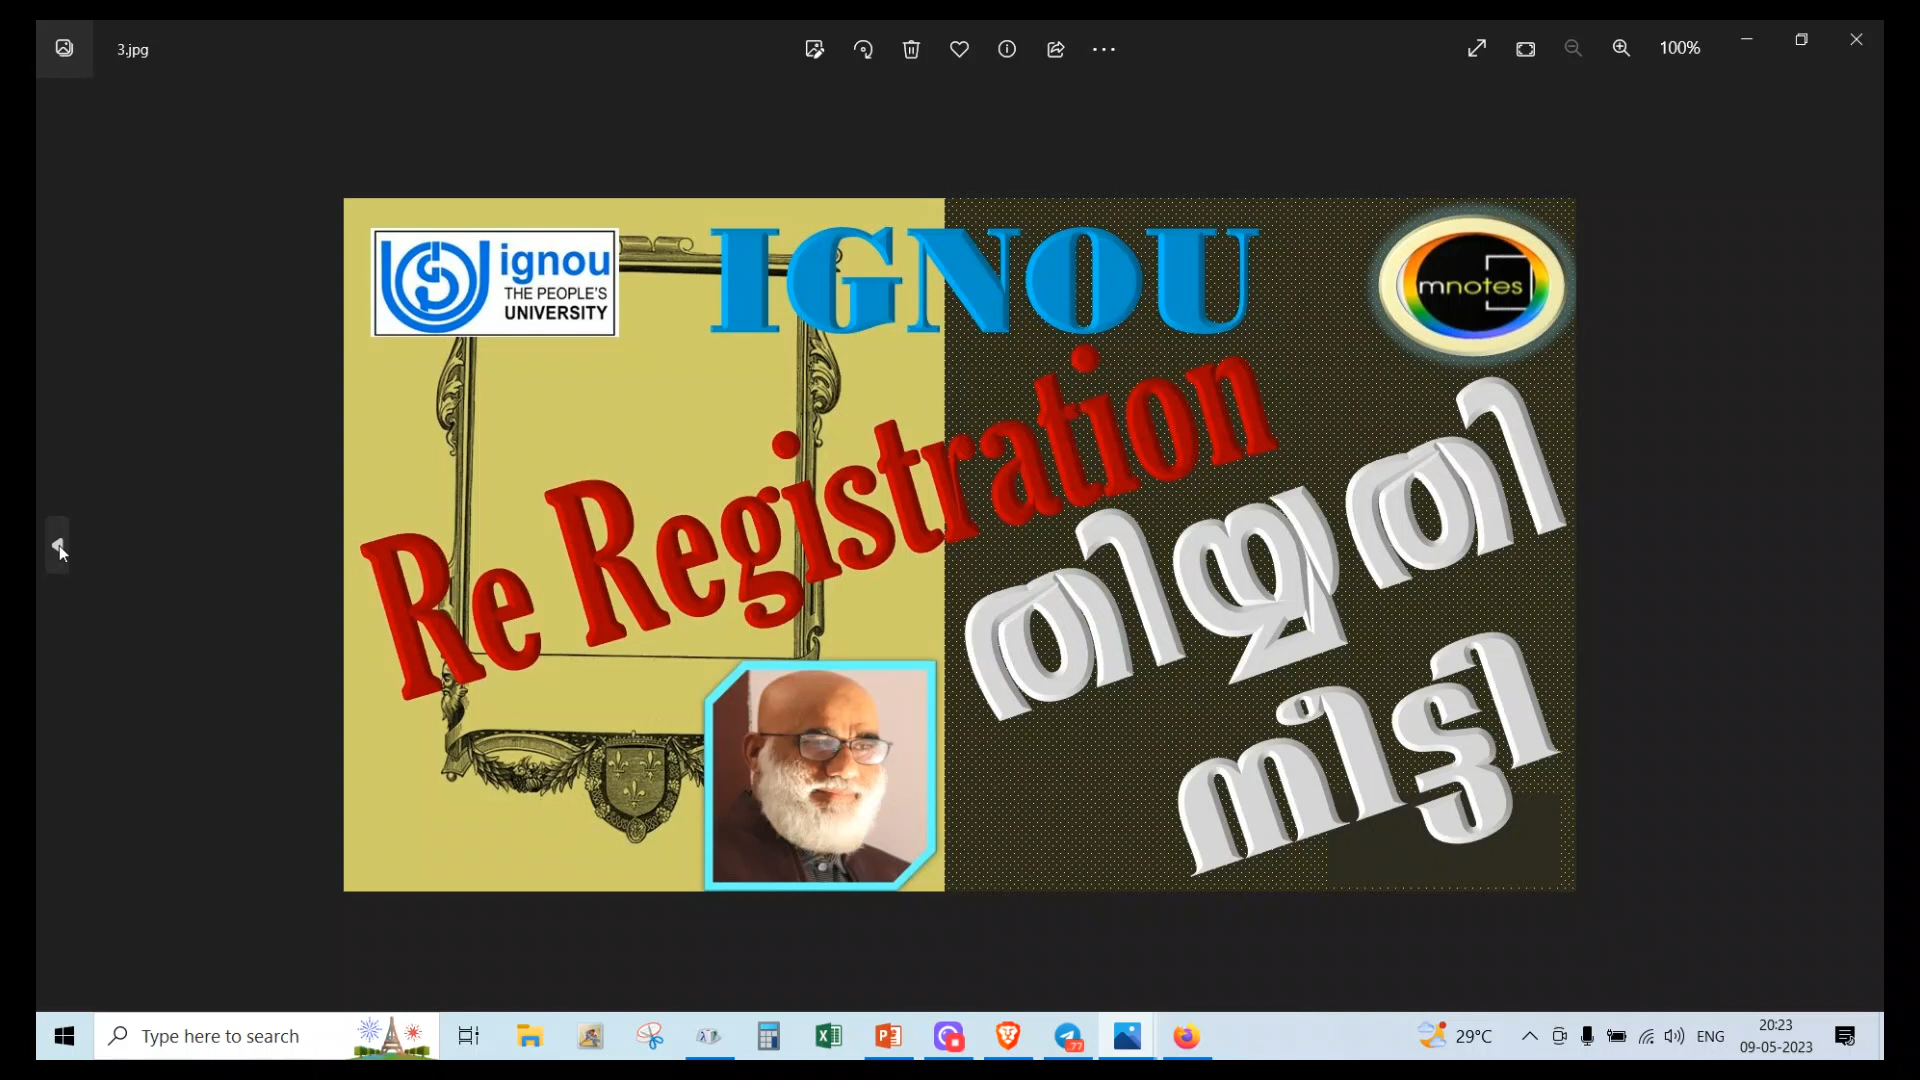 3.jpg
100%
ignou
THE PEOPLE'S
UNIVERSITY
IGNOU
mnotes
Re Registration
തിയ്യതി
നീട്ടി
Type here to search
77
29°C
ENG
20:23
09-05-2023